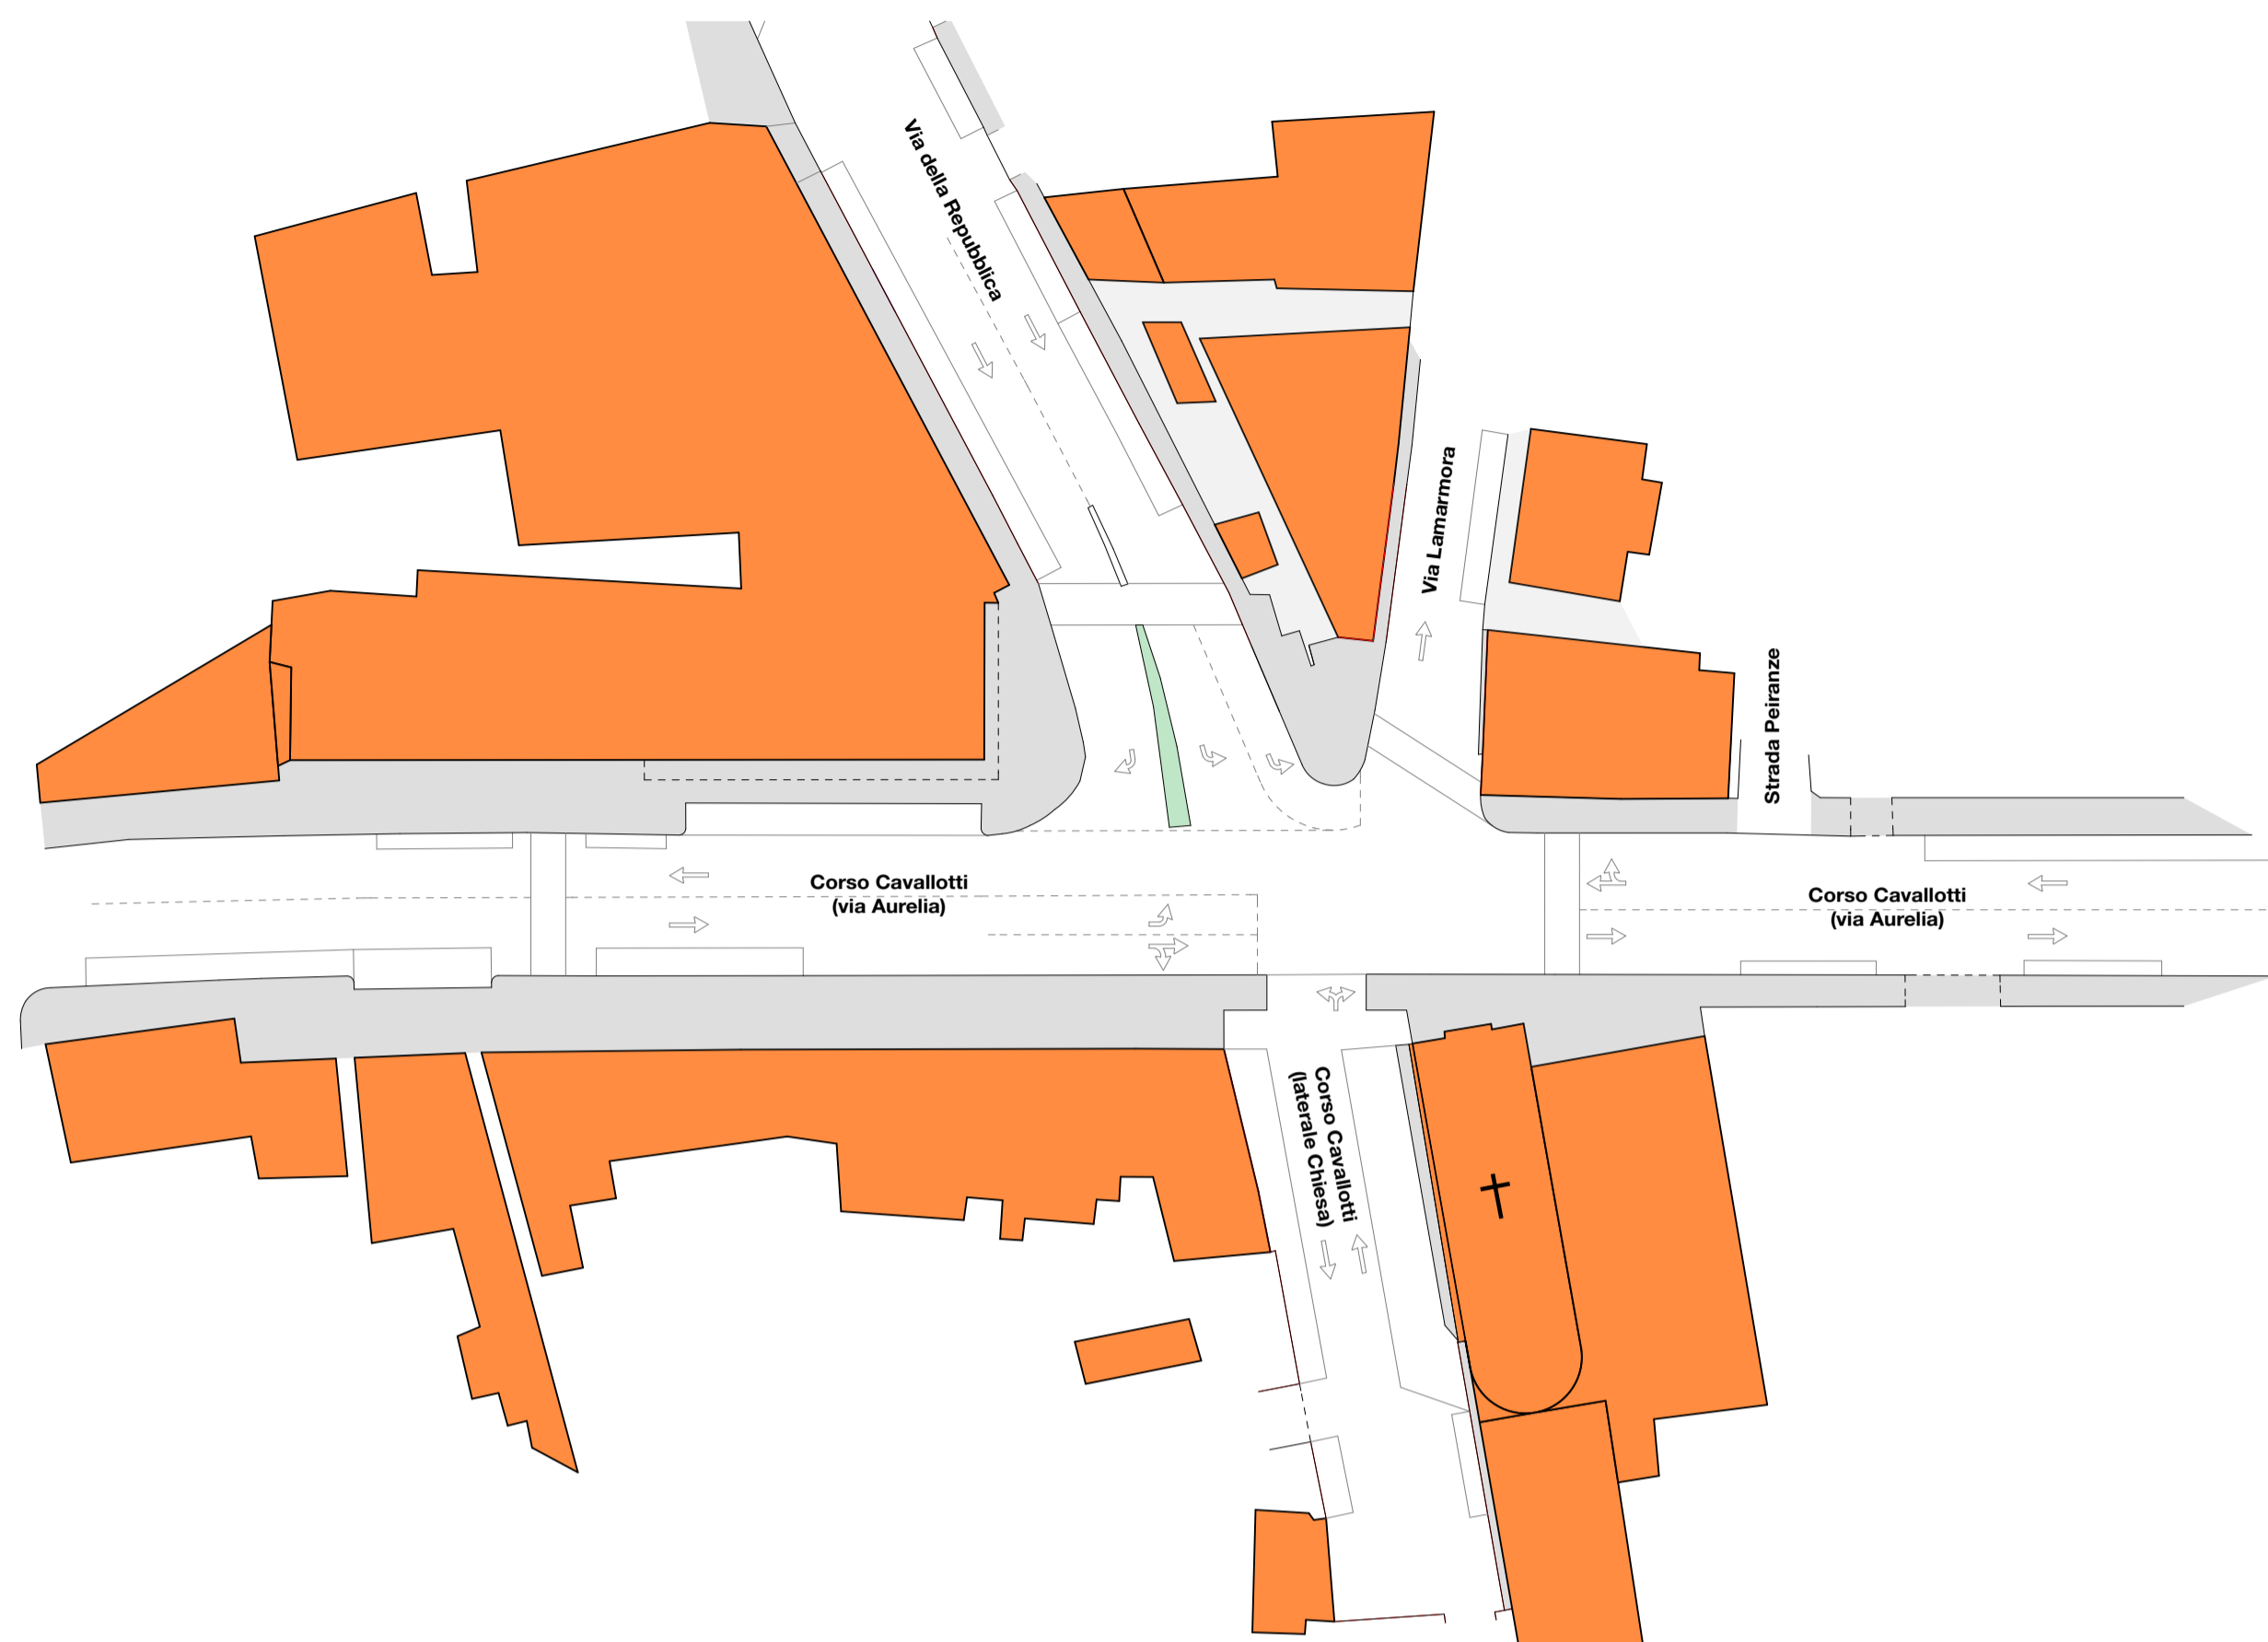 Via della Repubblica
Via Lamarmora
Strada Peiranze
Corso Cavallotti
(via Aurelia)
Corso Cavallotti
(via Aurelia)
Corso Cavallotti
(laterale Chiesa)